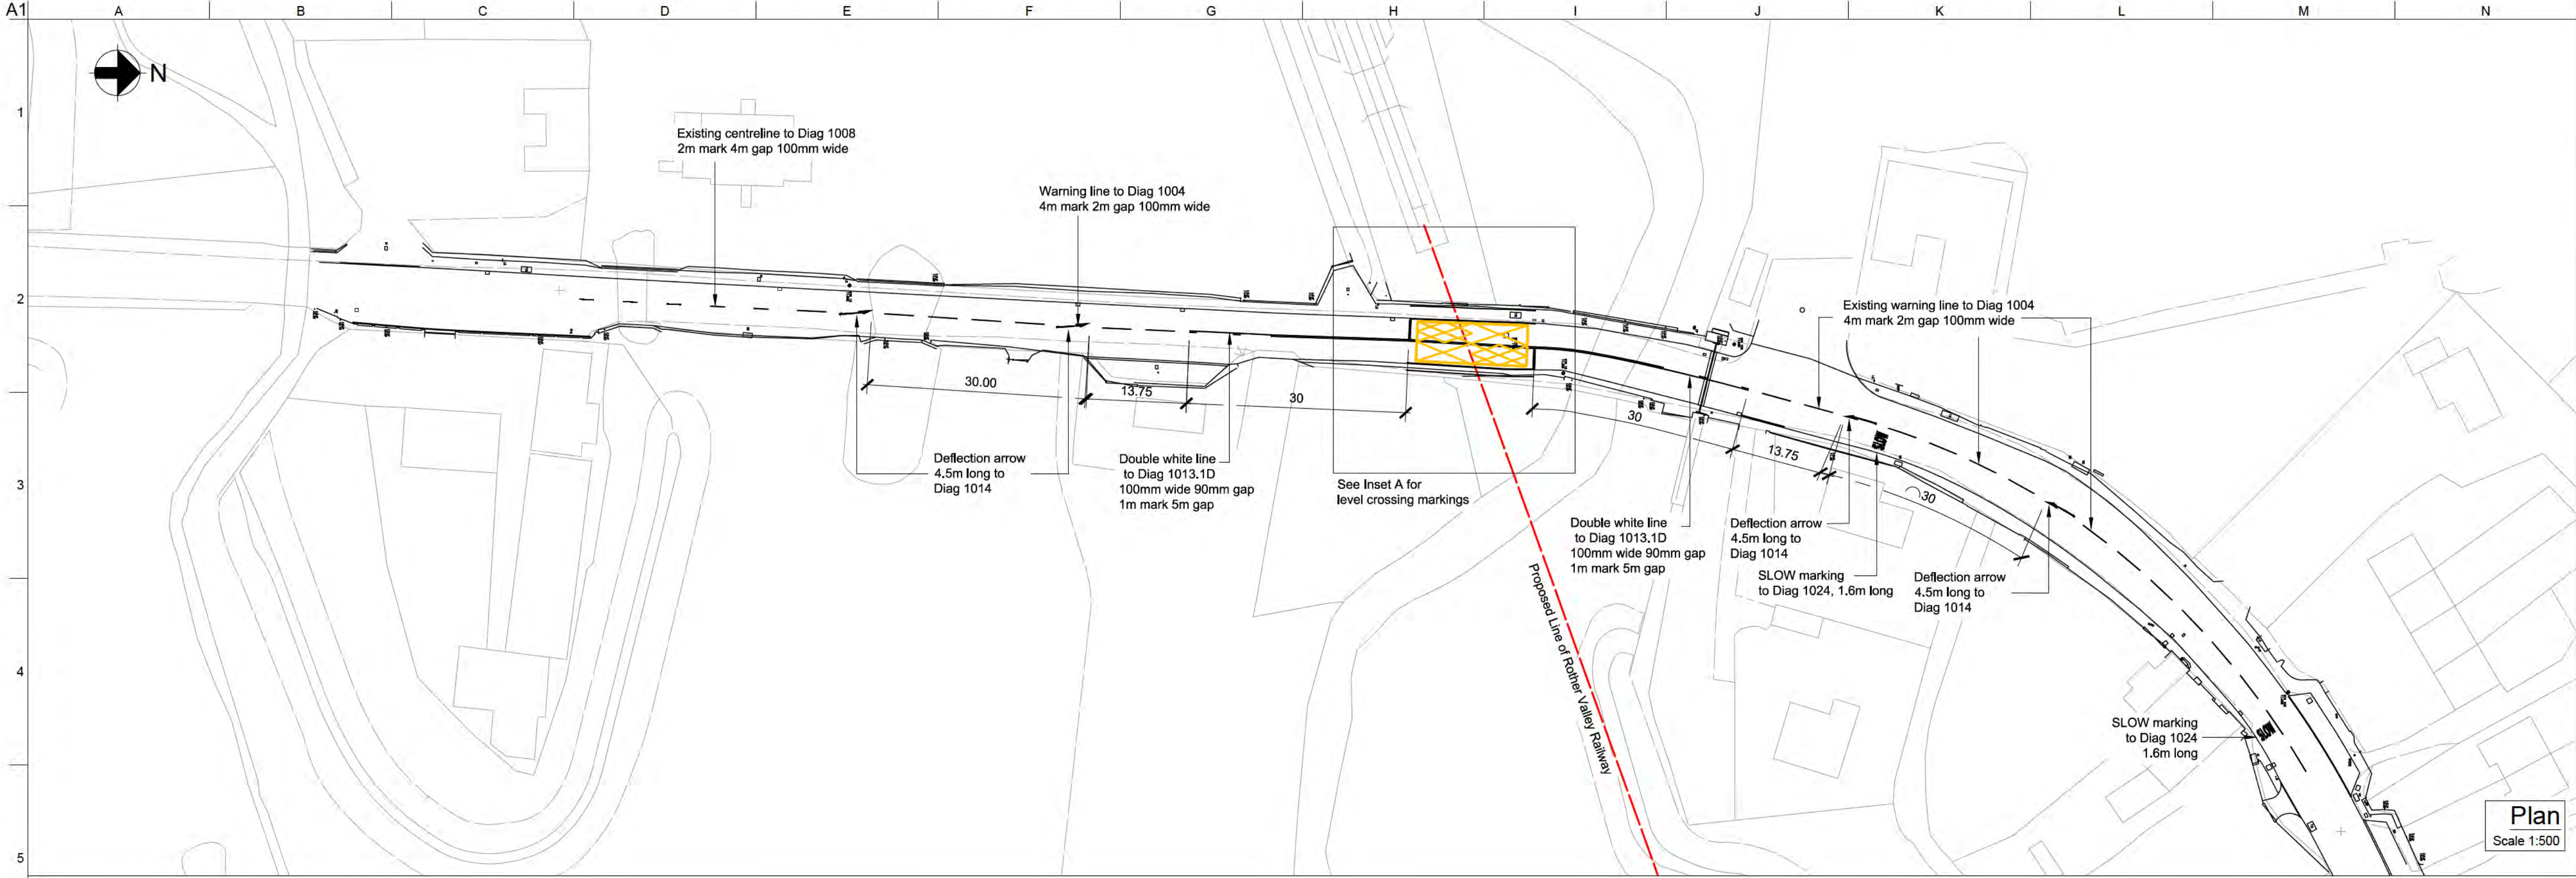 A1
A B C D E F G H I J K L M N
N
1
2
3
4
5
Existing centreline to Diag 1008
2m mark 4m gap 100mm wide
Warning line to Diag 1004
4m mark 2m gap 100mm wide
Existing warning line to Diag 1004
4m mark 2m gap 100mm wide
30.00
13.75
30
30
13.75
30
Deflection arrow
4.5m long to
Diag 1014
Double white line
to Diag 1013.1D
100mm wide 90mm gap
1m mark 5m gap
See Inset A for
level crossing markings
Double white line
to Diag 1013.1D
100mm wide 90mm gap
1m mark 5m gap
Deflection arrow
4.5m long to
Diag 1014
SLOW marking
to Diag 1024, 1.6m long
Deflection arrow
4.5m long to
Diag 1014
SLOW
SLOW
Proposed Line of Rother Valley Railway
SLOW marking
to Diag 1024
1.6m long
Plan
Scale 1:500